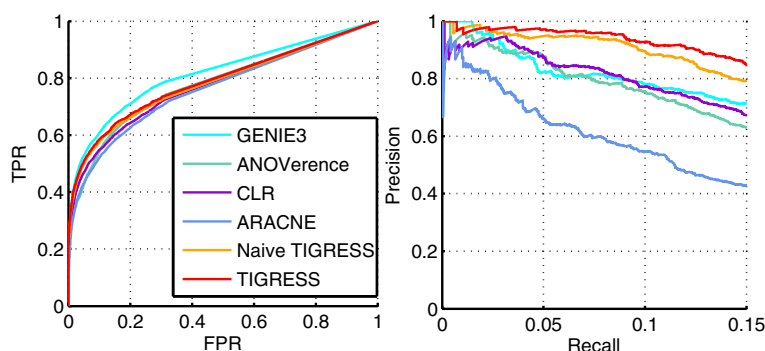 1
0.8
0.6
0.4
0.2
0
TPR
0
0.2
0.4
0.6
0.8
1
FPR
GENIE3
ANOVerence
CLR
ARACNE
Naive TIGRESS
TIGRESS
1
0.8
0.6
0.4
0.2
0
Precision
0
0.05
0.1
0.15
Recall